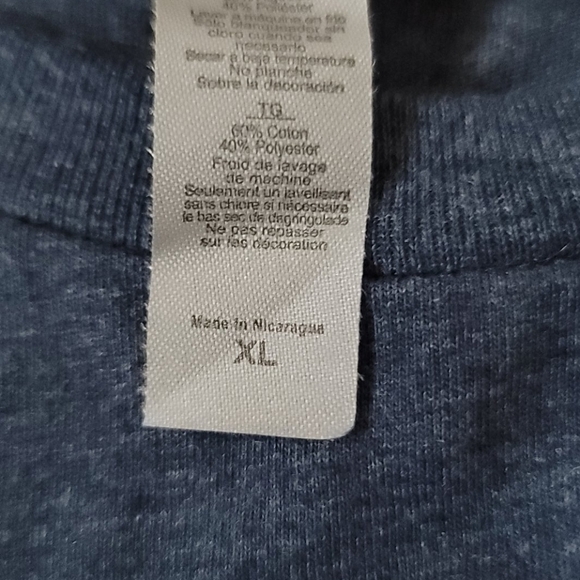 40% Poliéster
Lavar a máquina en frío
Solo blanqueador sin
cloro cuando sea
necesario
Secar a baja temperatura
No planche
Sobre la decoración
TG
60% Coton
40% Polyester
Froid de lavage
de machine
Seulement un javellisant
sans chlore si nécessaire
le bas sec de dégringolade
Ne pas repasser
sur les décoration
Made in Nicaragua
XL